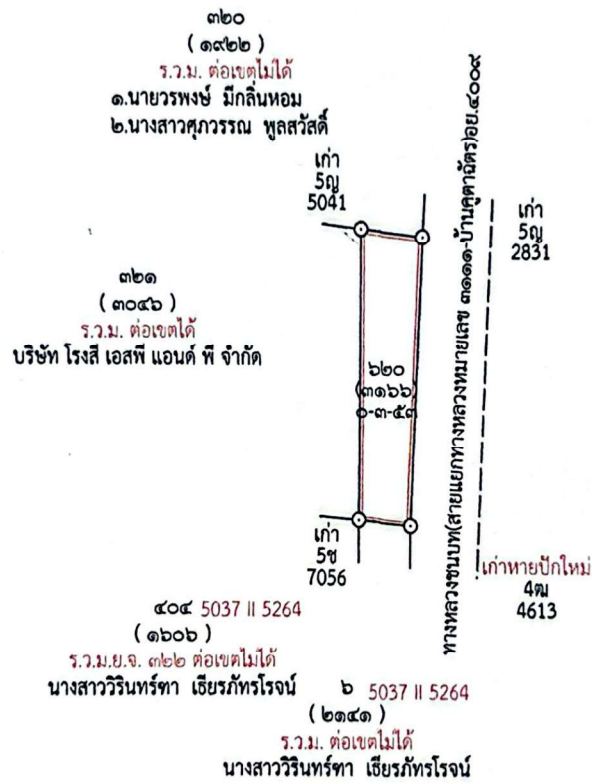 ๓๒๐
( ๑๙๒๒ )
ร.ว.ม. ต่อเขตไม่ได้
๑.นายวรพงษ์ มีกลิ่นหอม
๒.นางสาวศุภวรรณ พูลสวัสดิ์
เก่า
5ญ
5041
เก่า
5ญ
2831
ทางหลวงชนบท(สายแยกทางหลวงหมายเลข ๓๑๑๑-บ้านกูตาฉัตร)อย.๔๐๐๙
๓๒๑
( ๓๐๔๖ )
ร.ว.ม. ต่อเขตได้
บริษัท โรงสี เอสพี แอนด์ พี จำกัด
๖๒๐
(๓๑๖๖)
๐-๓-๕๓
เก่า
5ช
7056
เก่าหายปักใหม่
4ฒ
4613
๔๐๔ 5037 II 5264
( ๑๖๐๖ )
ร.ว.ม.ย.จ. ๓๒๒ ต่อเขตไม่ได้
นางสาววิรินทร์ฑา เธียรภัทรโรจน์
๖ 5037 II 5264
( ๒๑๔๑ )
ร.ว.ม. ต่อเขตไม่ได้
นางสาววิรินทร์ฑา เธียรภัทรโรจน์